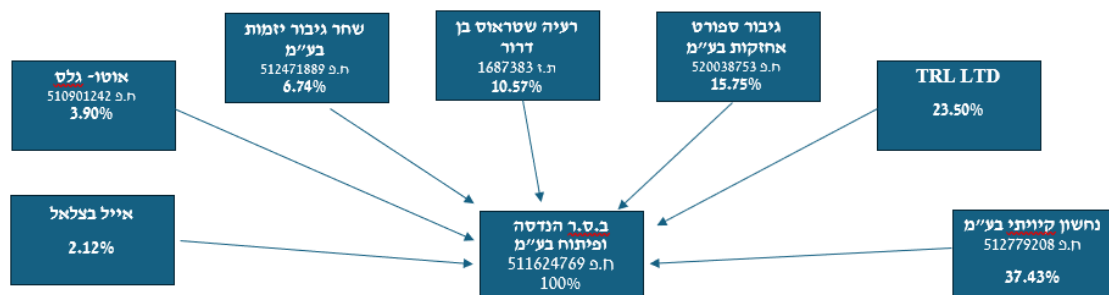 שחר גיבור יזמות
בע"מ
ח.פ 512471889
6.74%
רעיה שטראוס בן
דרור
ת.ז 1687383
10.57%
גיבור ספורט
אחזקות בע"מ
ח.פ 520038753
15.75%
TRL LTD
23.50%
אוטו- גלס
ח.פ 510901242
3.90%
אייל בצלאל
2.12%
ב.ס.ר הנדסה
ופיתוח בע"מ
ח.פ 511624769
100%
נחשון קיויתי בע"מ
ח.פ 512779208
37.43%